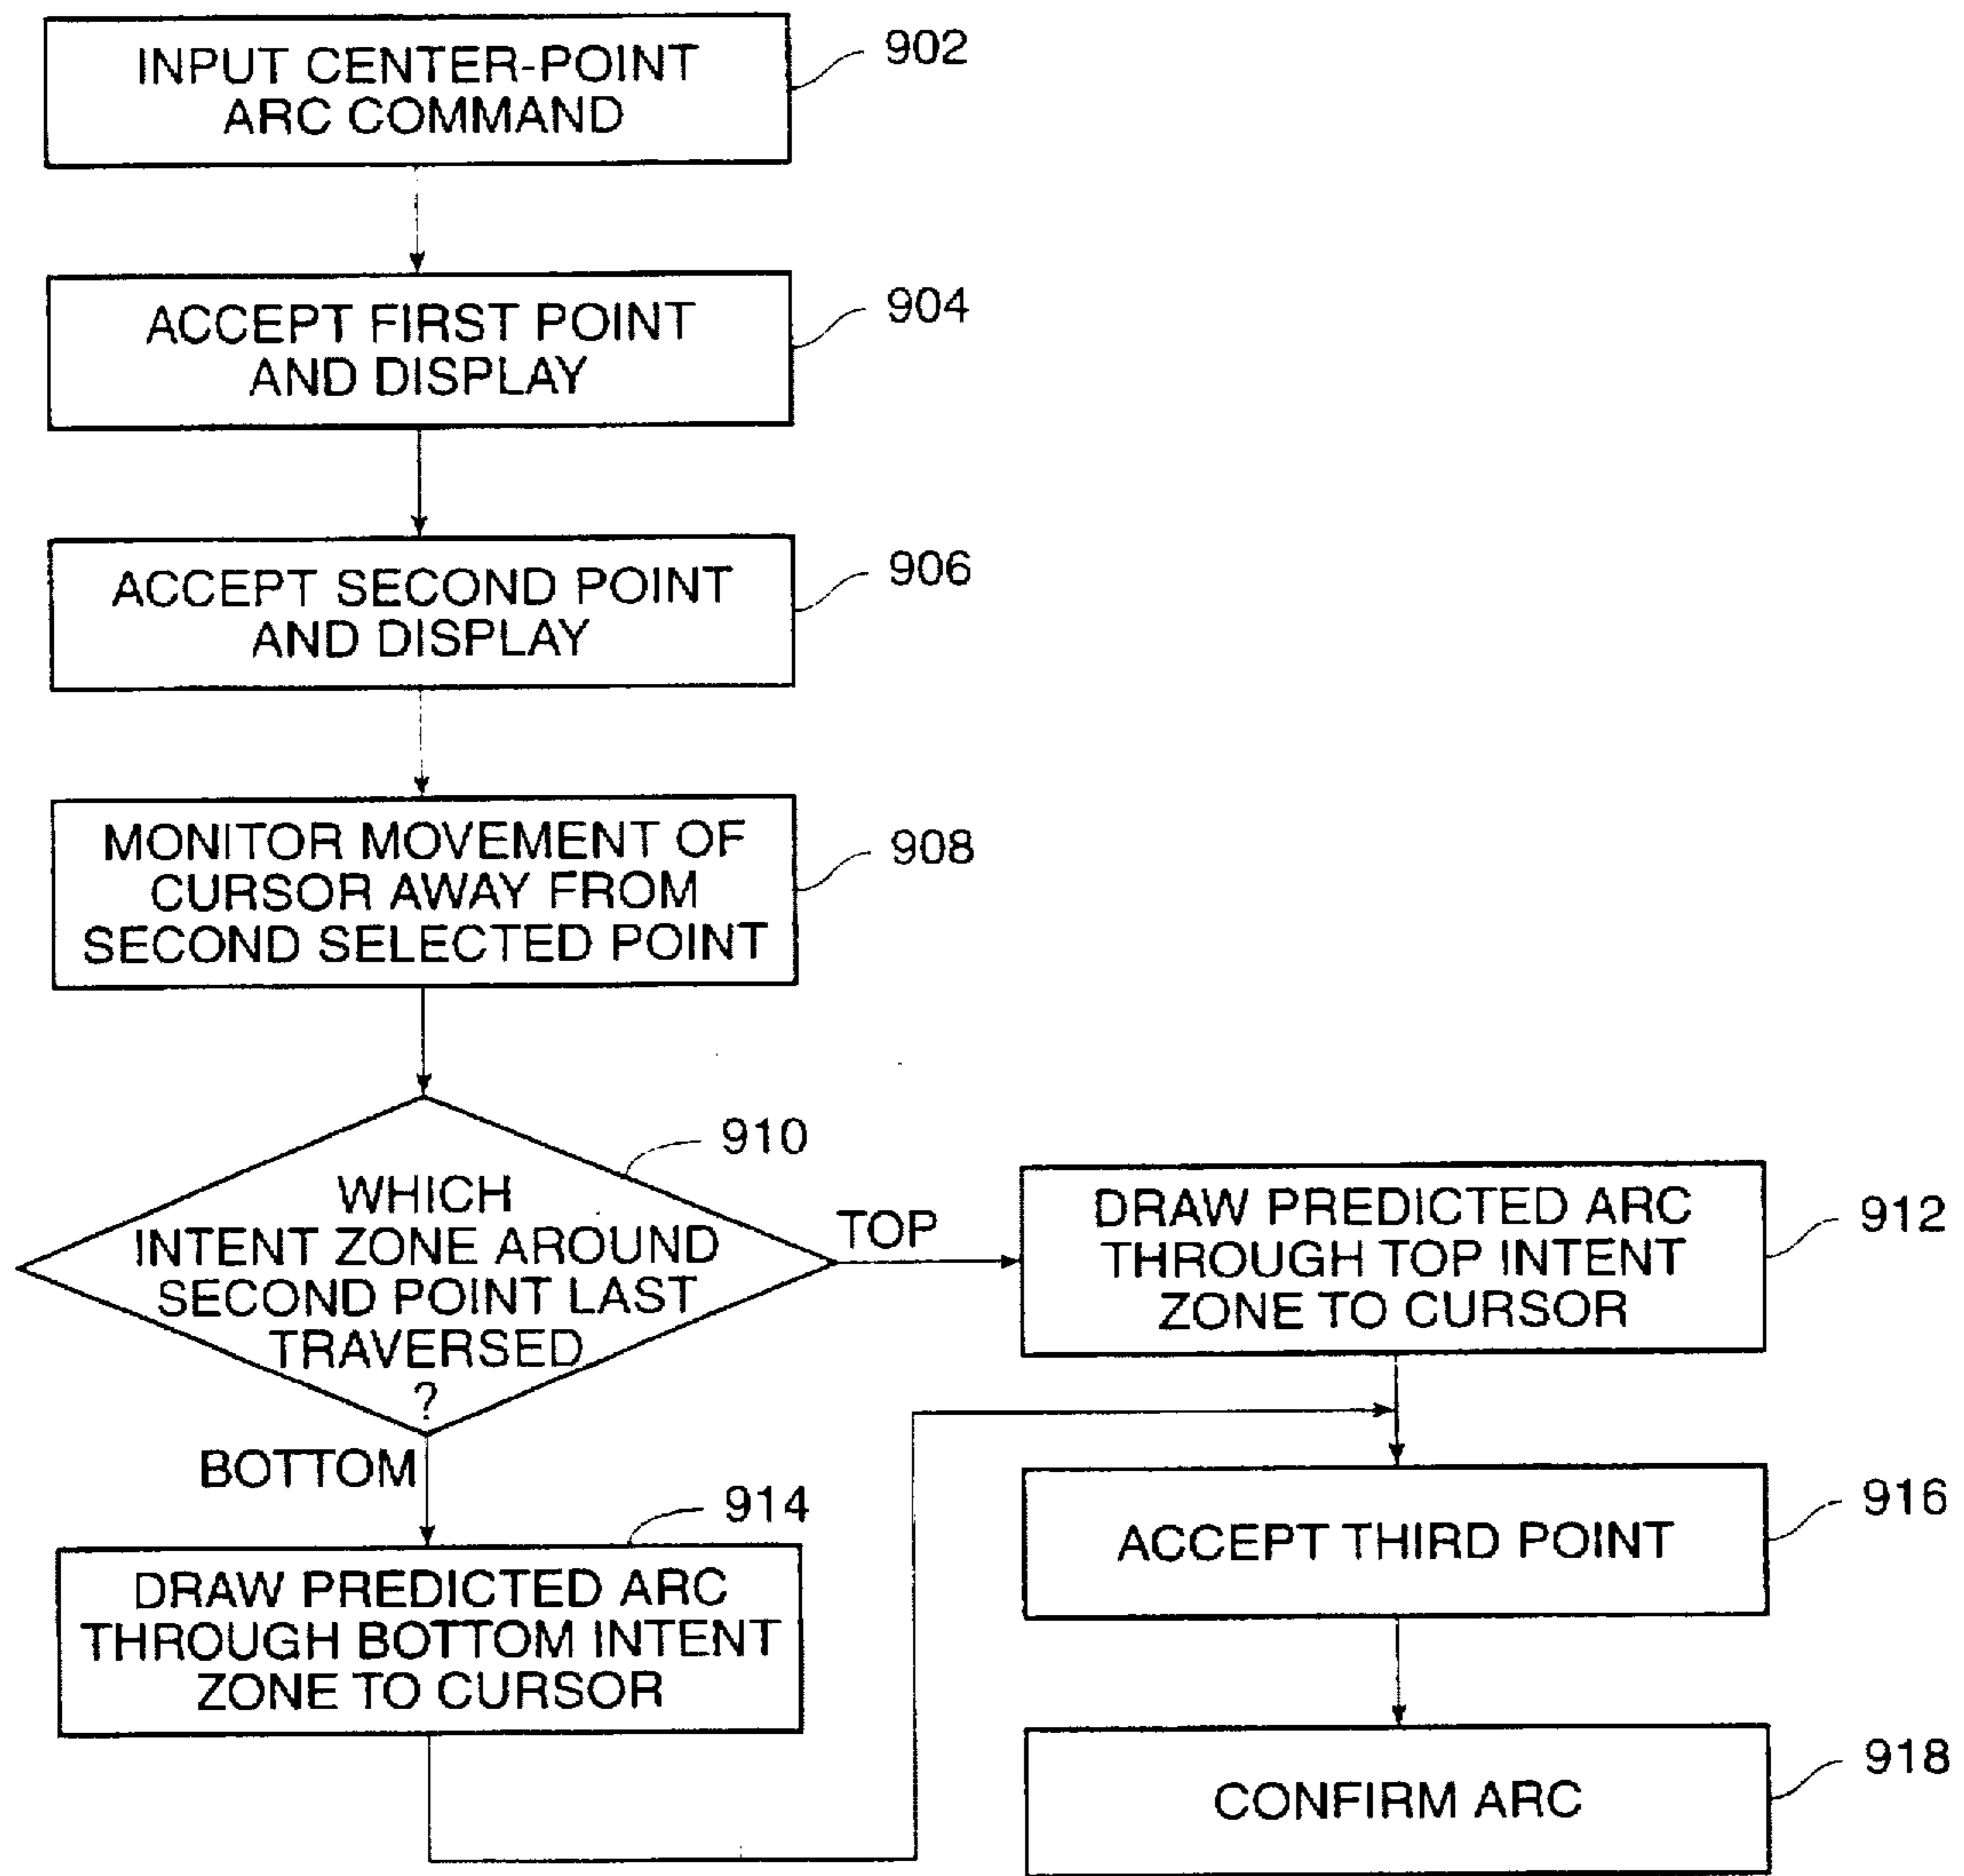 INPUT CENTER-POINT
ARC COMMAND
902
ACCEPT FIRST POINT
AND DISPLAY
904
ACCEPT SECOND POINT
AND DISPLAY
906
MONITOR MOVEMENT OF
CURSOR AWAY FROM
SECOND SELECTED POINT
908
WHICH
INTENT ZONE AROUND
SECOND POINT LAST
TRAVERSED
?
910
TOP
DRAW PREDICTED ARC
THROUGH TOP INTENT
ZONE TO CURSOR
912
BOTTOM
DRAW PREDICTED ARC
THROUGH BOTTOM INTENT
ZONE TO CURSOR
914
ACCEPT THIRD POINT
916
CONFIRM ARC
918